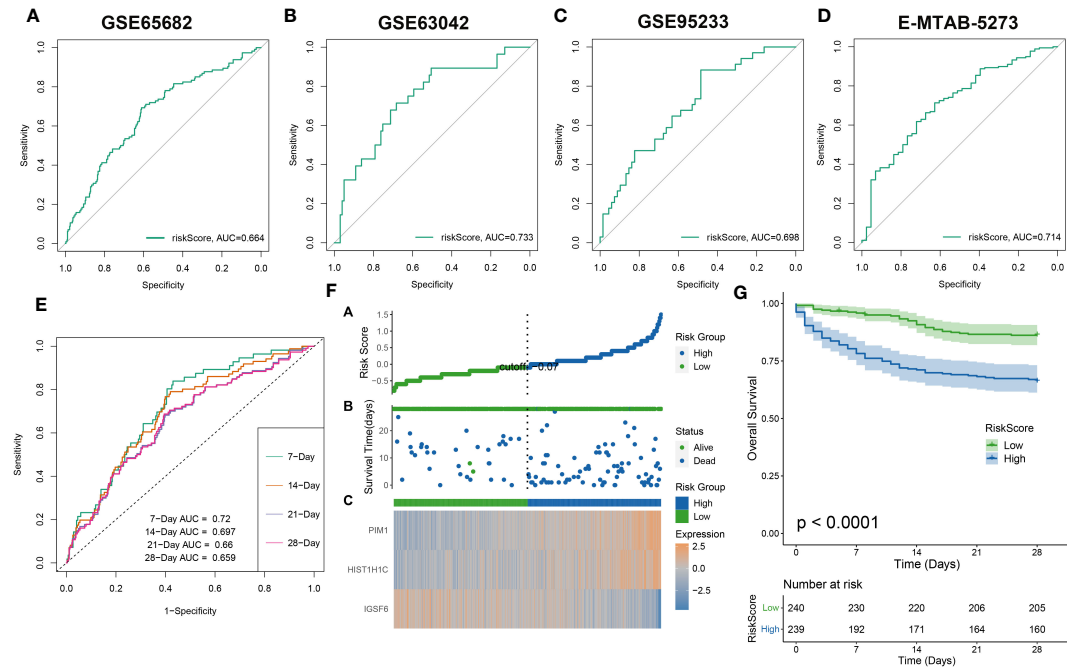 A
GSE65682
Sensitivity
1.0
0.8
0.6
0.4
0.2
0.0
riskScore, AUC=0.664
1.0 0.8 0.6 0.4 0.2 0.0
Specificity
B
GSE63042
Sensitivity
1.0
0.8
0.6
0.4
0.2
0.0
riskScore, AUC=0.733
1.0 0.8 0.6 0.4 0.2 0.0
Specificity
C
GSE95233
Sensitivity
1.0
0.8
0.6
0.4
0.2
0.0
riskScore, AUC=0.698
1.0 0.8 0.6 0.4 0.2 0.0
Specificity
D
E-MTAB-5273
Sensitivity
1.0
0.8
0.6
0.4
0.2
0.0
riskScore, AUC=0.714
1.0 0.8 0.6 0.4 0.2 0.0
Specificity
E
Sensitivity
1.0
0.8
0.6
0.4
0.2
0.0
7-Day
14-Day
21-Day
28-Day
7-Day AUC = 0.72
14-Day AUC = 0.697
21-Day AUC = 0.66
28-Day AUC = 0.659
0.0 0.2 0.4 0.6 0.8 1.0
1-Specificity
F
A
Risk Score
1.5
1.0
0.5
0.0
-0.5
Risk Group
High
Low
B
Survival Time(days)
20
10
0
Status
Alive
Dead
C
PIM1
HIST1H1C
IGSF6
Risk Group
High
Low
Expression
2.5
0.0
-2.5
G
Overall Survival
1.00
0.75
0.50
0.25
0.00
RiskScore
Low
High
p < 0.0001
0 7 14 21 28
Time (Days)
Number at risk
RiskScore
Low 240 230 220 206 205
High 239 192 171 164 160
0 7 14 21 28
Time (Days)